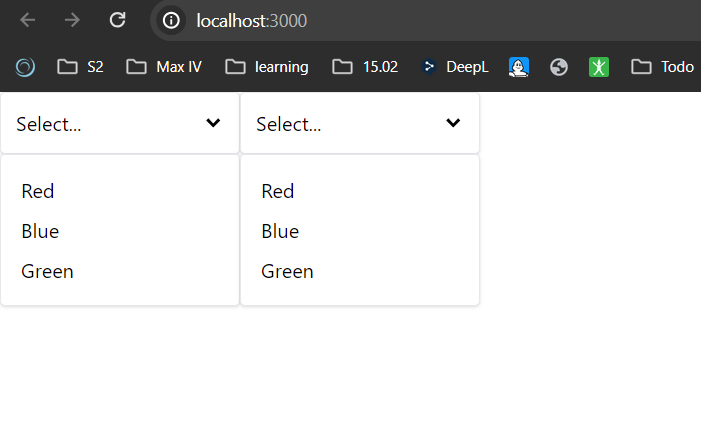 localhost:3000
S2 Max IV learning 15.02 DeepL Todo
Select... Select...
Red Red
Blue Blue
Green Green